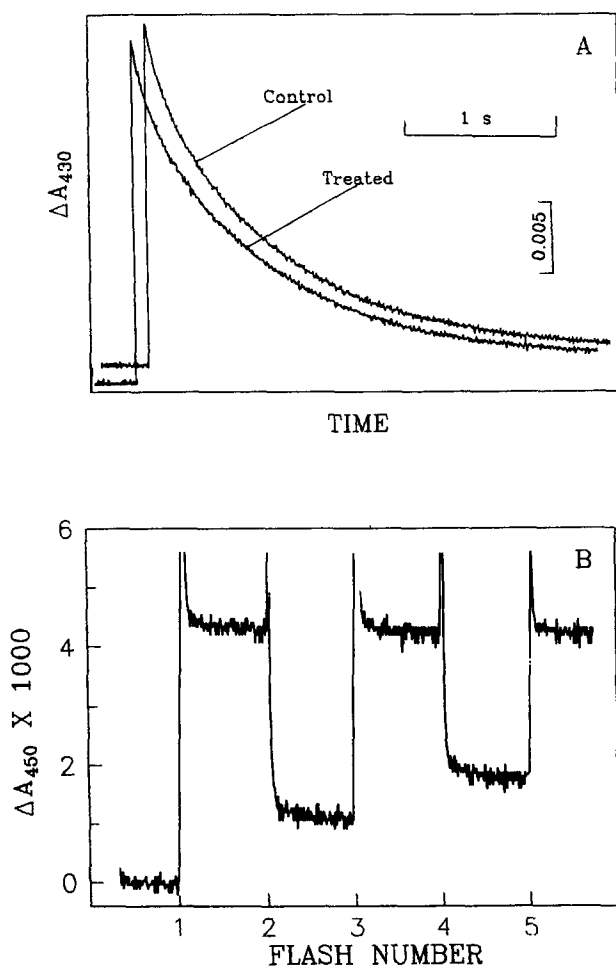 A
Control
1 s
Treated
0.005
ΔA430
TIME
B
6
4
2
0
ΔA450 X 1000
1 2 3 4 5
FLASH NUMBER